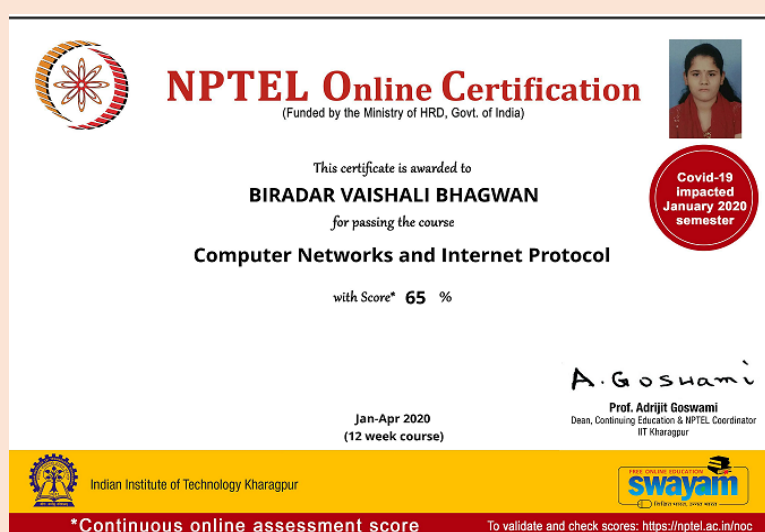 NPTEL Online Certification
(Funded by the Ministry of HRD, Govt. of India)
This certificate is awarded to
BIRADAR VAISHALI BHAGWAN
for passing the course
Computer Networks and Internet Protocol
with Score* 65 %
Covid-19
impacted
January 2020
semester
A. Goswami
Prof. Adrijit Goswami
Dean, Continuing Education & NPTEL Coordinator
IIT Kharagpur
Jan-Apr 2020
(12 week course)
Indian Institute of Technology Kharagpur
FREE ONLINE EDUCATION
swayam
शिक्षित भारत, उन्नत भारत
*Continuous online assessment score
To validate and check scores: https://nptel.ac.in/noc